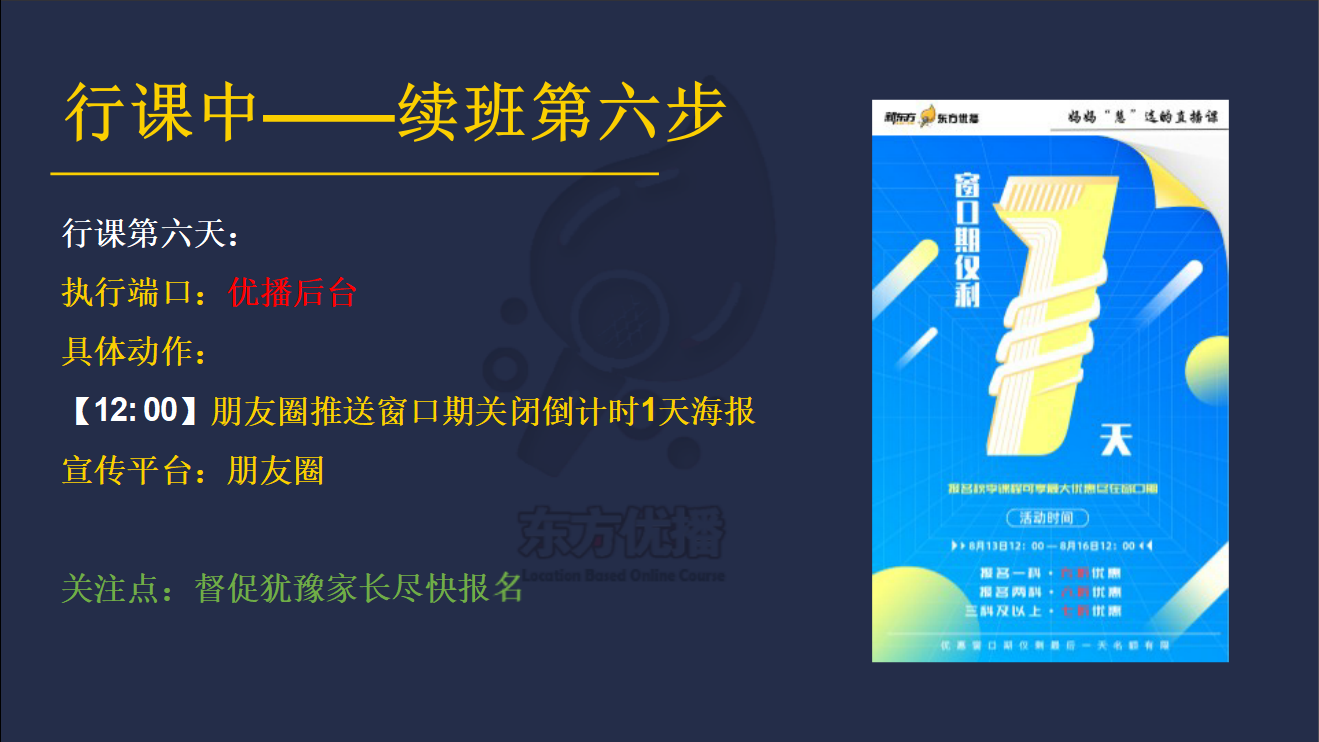 行课中——续班第六步
行课第六天：
执行端口：优播后台
具体动作：
【12: 00】朋友圈推送窗口期关闭倒计时1天海报
宣传平台：朋友圈
关注点：督促犹豫家长尽快报名
东方优播
Location Based Online Course
新东方 东方优播
妈妈“慧”选的直播课
窗口期仅剩
1
天
报名秋季课程可享最大优惠尽在窗口期
活动时间
8月13日12：00—8月16日12：00
报名一科·九折优惠
报名两科·八折优惠
三科及以上·七折优惠
优惠窗口期仅剩最后一天名额有限